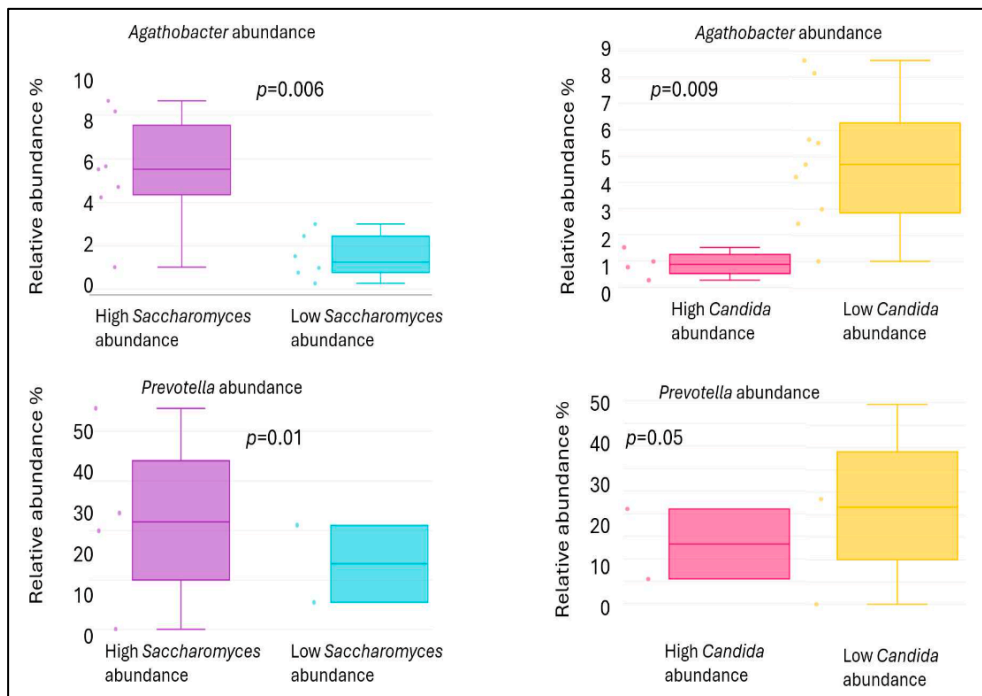 Agathobacter abundance
Relative abundance %
10
8
6
4
2
0
p=0.006
High Saccharomyces
abundance
Low Saccharomyces
abundance
Agathobacter abundance
Relative abundance %
9
8
7
6
5
4
3
2
1
0
p=0.009
High Candida
abundance
Low Candida
abundance
Prevotella abundance
Relative abundance %
50
40
30
20
10
0
p=0.01
High Saccharomyces
abundance
Low Saccharomyces
abundance
Prevotella abundance
Relative abundance %
50
40
30
20
10
0
p=0.05
High Candida
abundance
Low Candida
abundance